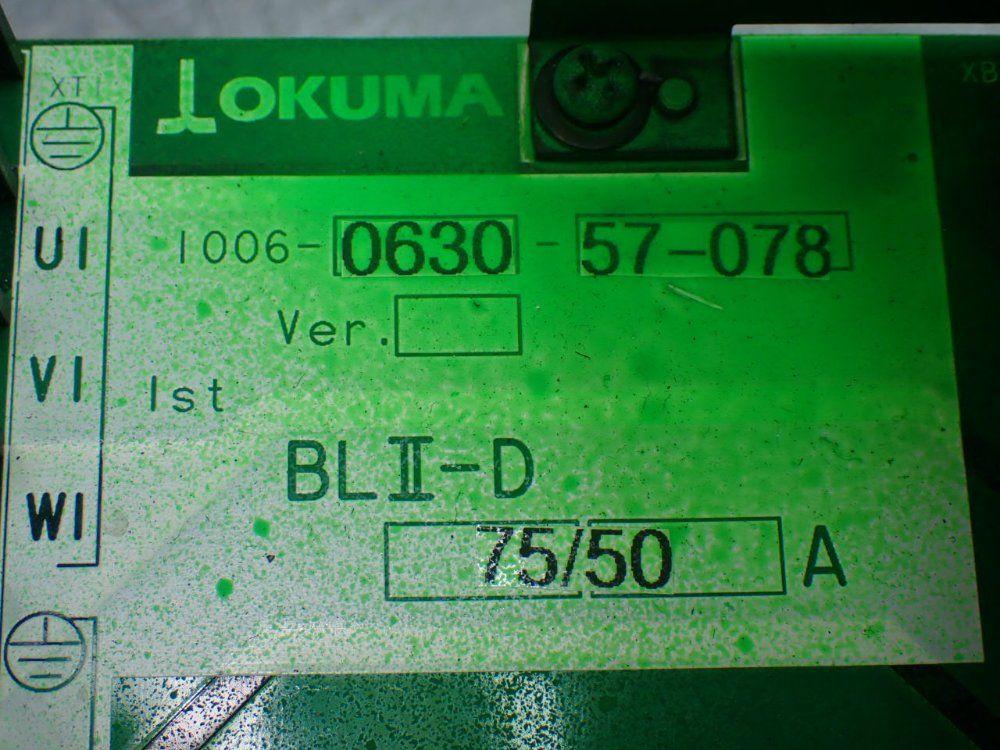 XT1
OKUMA
XB
U1
1006-0630-57-078
Ver.
V1
1st
BLII-D
W1
75/50 A